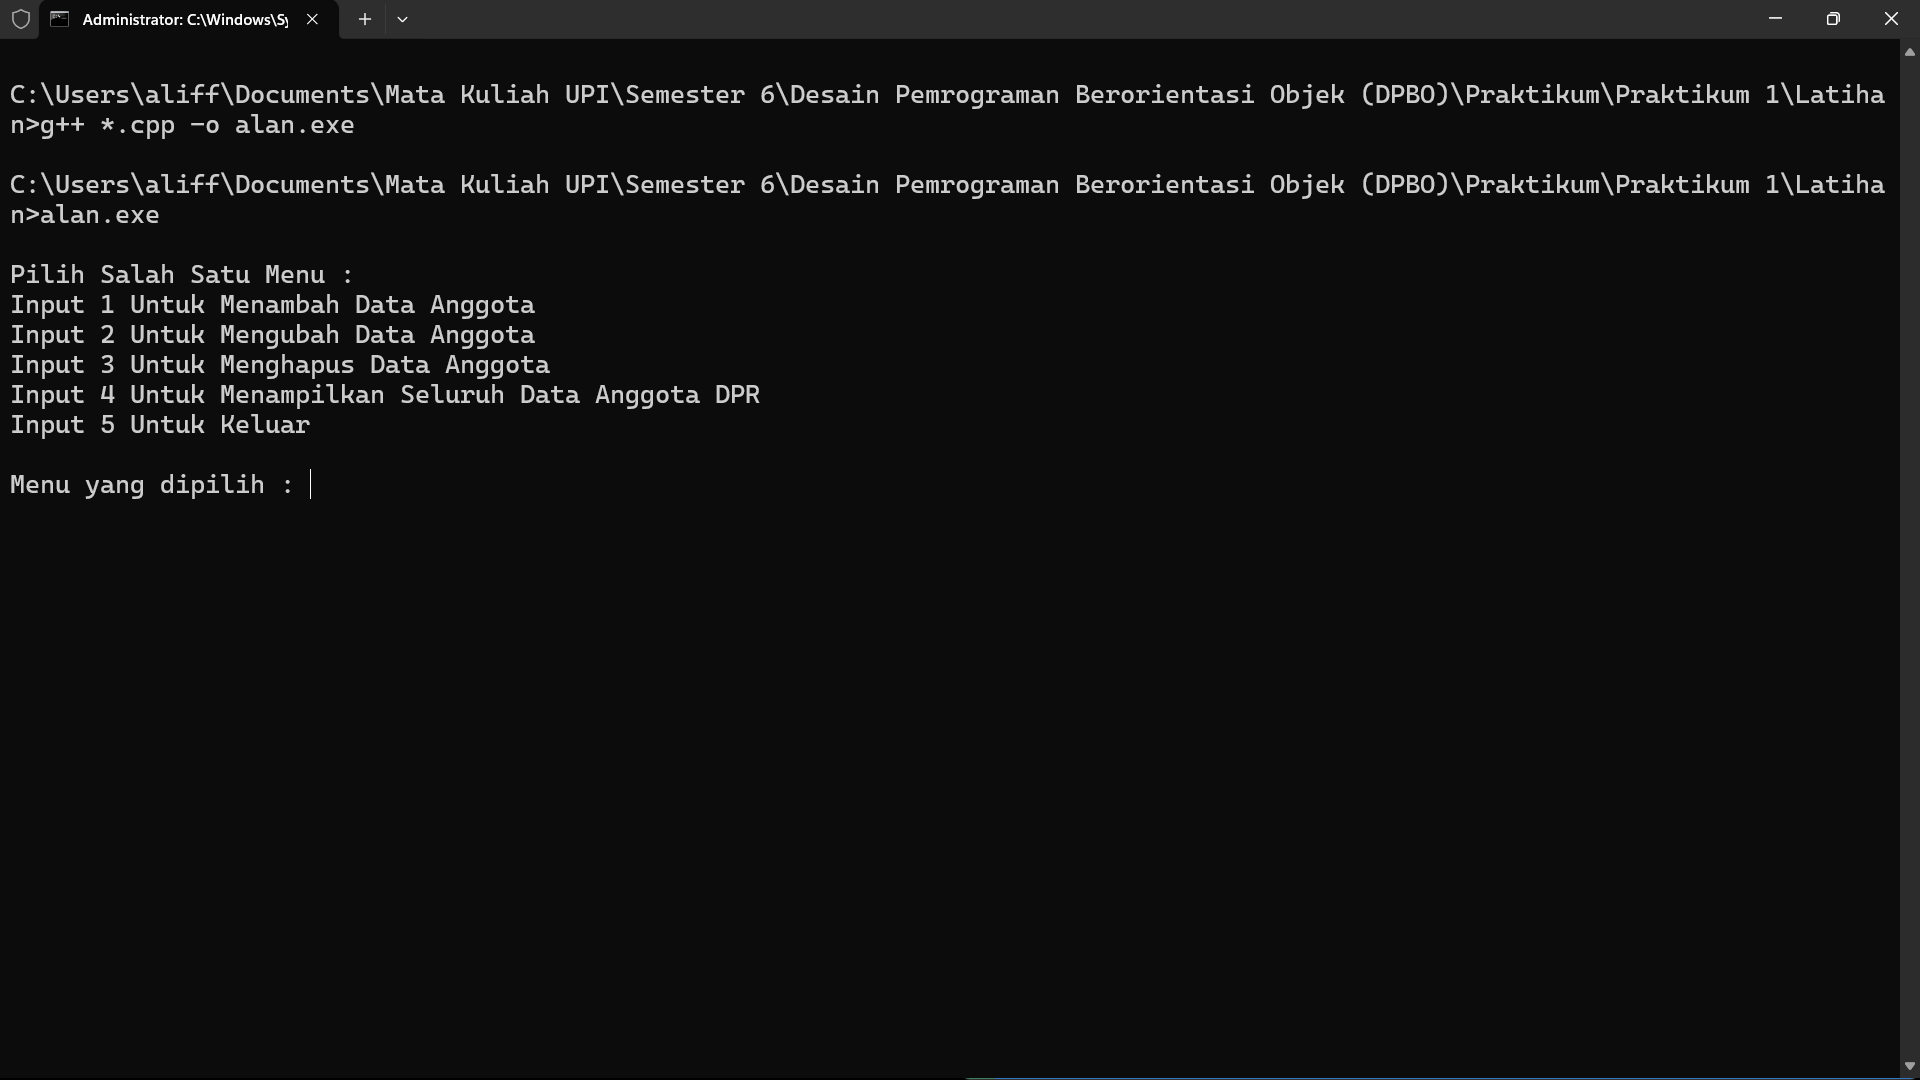 Administrator: C:\Windows\Sy
C:\Users\aliff\Documents\Mata Kuliah UPI\Semester 6\Desain Pemrograman Berorientasi Objek (DPBO)\Praktikum\Praktikum 1\Latiha
n>g++ *.cpp -o alan.exe
C:\Users\aliff\Documents\Mata Kuliah UPI\Semester 6\Desain Pemrograman Berorientasi Objek (DPBO)\Praktikum\Praktikum 1\Latiha
n>alan.exe
Pilih Salah Satu Menu :
Input 1 Untuk Menambah Data Anggota
Input 2 Untuk Mengubah Data Anggota
Input 3 Untuk Menghapus Data Anggota
Input 4 Untuk Menampilkan Seluruh Data Anggota DPR
Input 5 Untuk Keluar
Menu yang dipilih :